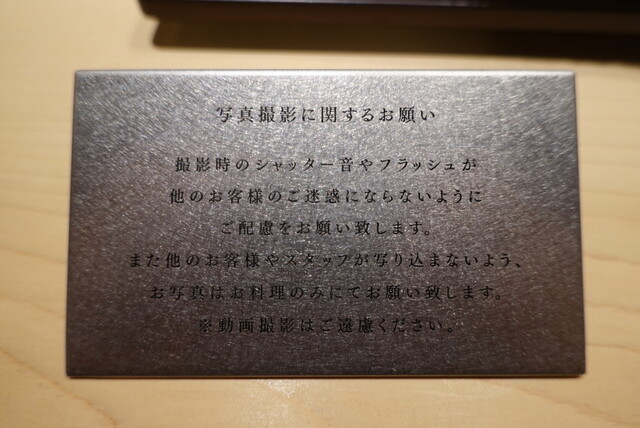 写真撮影に関するお願い
撮影時のシャッター音やフラッシュが
他のお客様のご迷惑にならないように
ご配慮をお願い致します。
また他のお客様やスタッフが写り込まないよう、
お写真はお料理のみにてお願い致します。
※動画撮影はご遠慮ください。